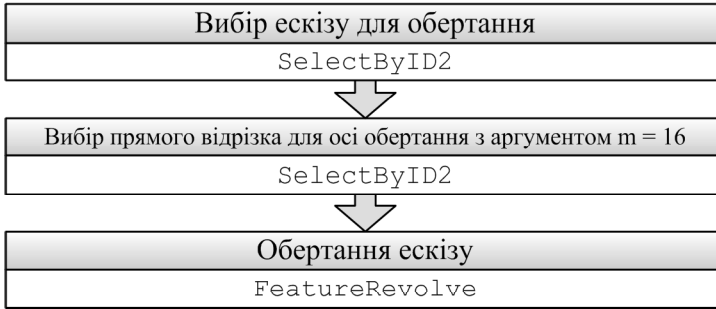 Вибір ескізу для обертання
SelectByID2
Вибір прямого відрізка для осі обертання з аргументом m = 16
SelectByID2
Обертання ескізу
FeatureRevolve